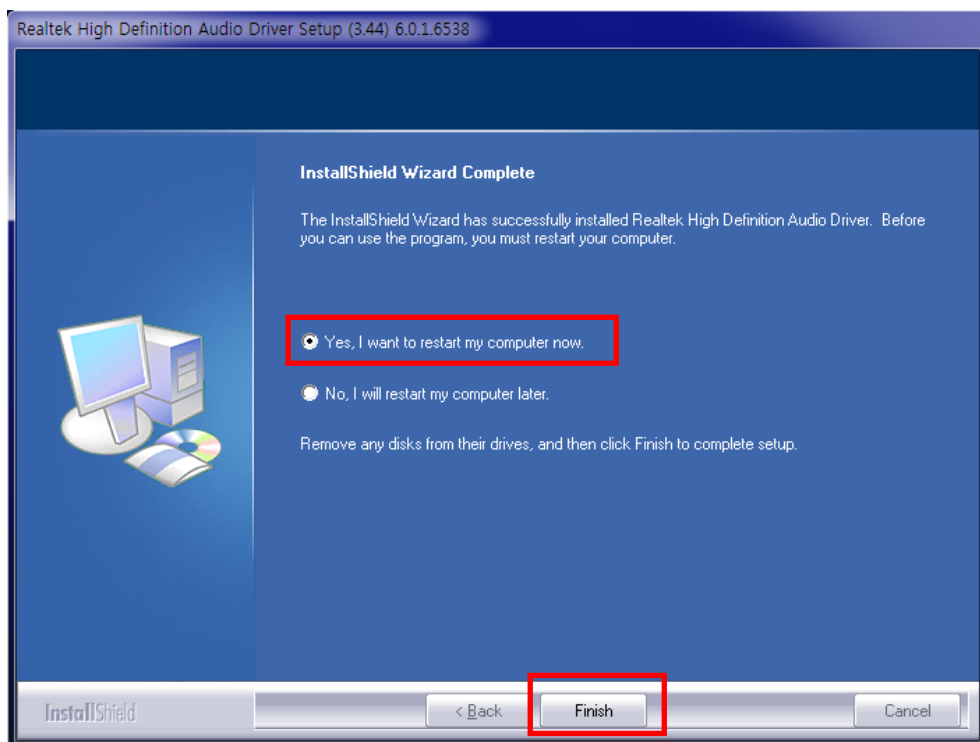 Realtek High Definition Audio Driver Setup (3.44) 6.0.1.6538
InstallShield Wizard Complete
The InstallShield Wizard has successfully installed Realtek High Definition Audio Driver. Before
you can use the program, you must restart your computer.
Yes, I want to restart my computer now.
No, I will restart my computer later.
Remove any disks from their drives, and then click Finish to complete setup.
InstallShield
< Back
Finish
Cancel